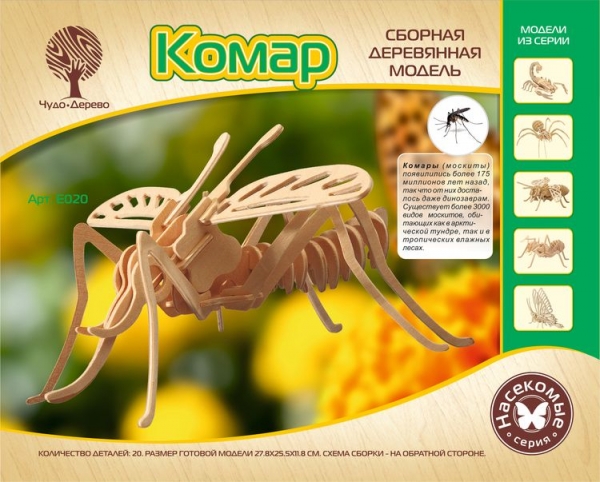 Комар
СБОРНАЯ
ДЕРЕВЯННАЯ
МОДЕЛЬ
МОДЕЛИ
ИЗ СЕРИИ
Чудо-Дерево
Арт. Е020
Комары (москиты)
появилились более 175
миллионов лет назад,
так что от них доста-
лось даже динозаврам.
Существует более 3000
видов москитов, оби-
тающих как в аркти-
ческой тундре, так и в
тропических влажных
лесах.
Насекомые
серия
КОЛИЧЕСТВО ДЕТАЛЕЙ: 20. РАЗМЕР ГОТОВОЙ МОДЕЛИ 27.8Х25.5Х11.8 СМ. СХЕМА СБОРКИ - НА ОБРАТНОЙ СТОРОНЕ.